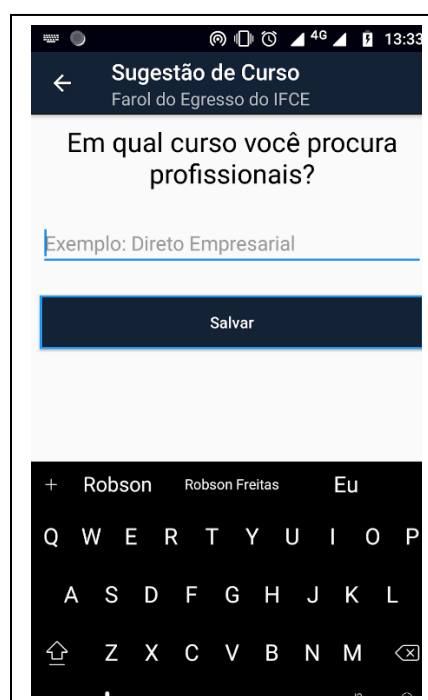 4G 13:33
Sugestão de Curso
Farol do Egresso do IFCE
Em qual curso você procura
profissionais?
Exemplo: Direto Empresarial
Salvar
+ Robson Robson Freitas Eu
Q W E R T Y U I O P
A S D F G H J K L
Z X C V B N M